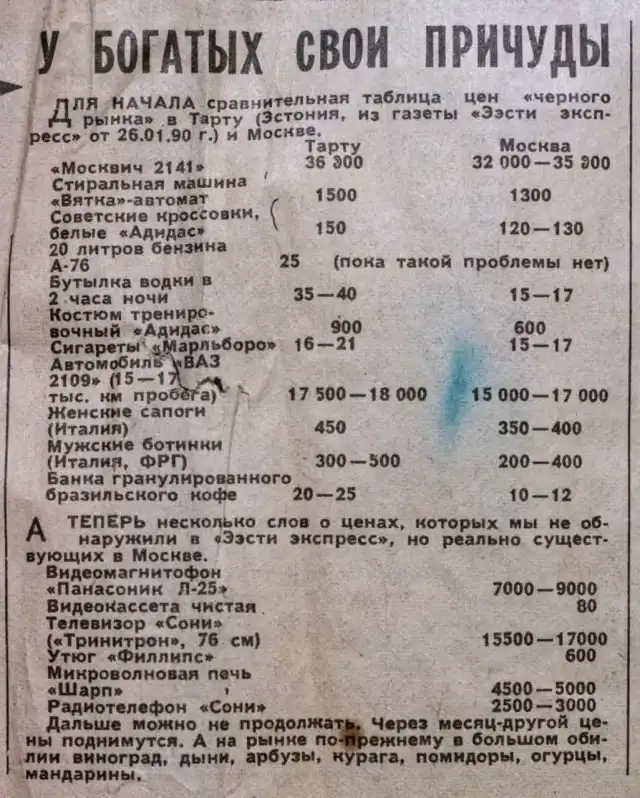 У БОГАТЫХ СВОИ ПРИЧУДЫ
ДЛЯ НАЧАЛА сравнительная таблица цен «черного
рынка» в Тарту (Эстония, из газеты «Ээсти эксп-
ресс» от 26.01.90 г.) и Москве.
Тарту Москва
«Москвич 2141» 36 300 32 000—35 300
Стиральная машина
«Вятка»-автомат 1500 1300
Советские кроссовки,
белые «Адидас» 150 120—130
20 литров бензина
А-76 25 (пока такой проблемы нет)
Бутылка водки в
2 часа ночи 35—40 15—17
Костюм трениро-
вочный «Адидас» 900 600
Сигареты «Марльборо» 16—21 15—17
Автомобиль «ВАЗ
2109» (15—17
тыс. км пробега) 17 500—18 000 15 000—17 000
Женские сапоги
(Италия) 450 350—400
Мужские ботинки
(Италия, ФРГ) 300—500 200—400
Банка гранулированного
бразильского кофе 20—25 10—12
А ТЕПЕРЬ несколько слов о ценах, которых мы не об-
наружили в «Ээсти экспресс», но реально сущест-
вующих в Москве.
Видеомагнитофон
«Панасоник Л-25» 7000—9000
Видеокассета чистая 80
Телевизор «Сони»
(«Тринитрон», 76 см) 15500—17000
Утюг «Филлипс» 600
Микроволновая печь
«Шарп» 4500—5000
Радиотелефон «Сони» 2500—3000
Дальше можно не продолжать. Через месяц-другой це-
ны поднимутся. А на рынке по-прежнему в большом оби-
лии виноград, дыни, арбузы, курага, помидоры, огурцы,
мандарины.